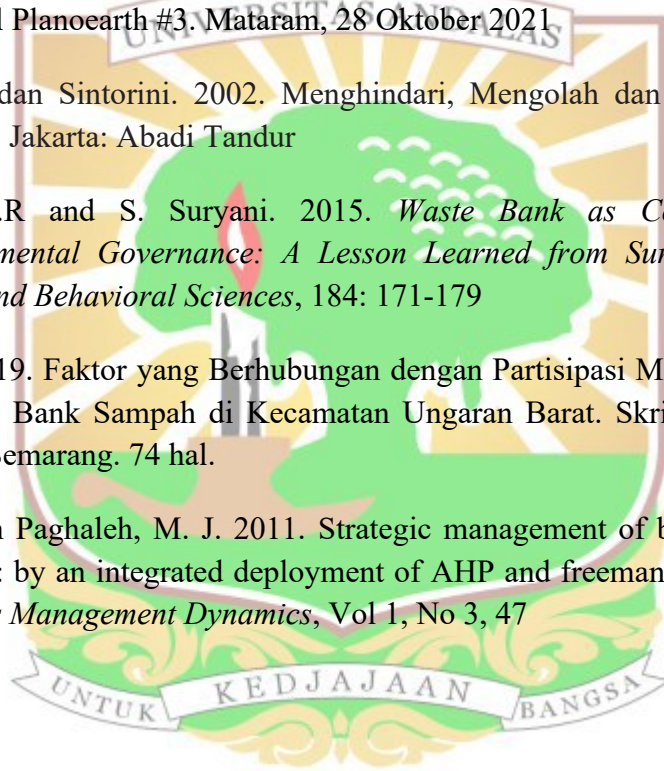 l Planoearth #3. Mataram, 28 Oktober 2021
UNIVERSITAS ANDALAS
dan Sintorini. 2002. Menghindari, Mengolah dan
Jakarta: Abadi Tandur
.R and S. Suryani. 2015. Waste Bank as Co
mental Governance: A Lesson Learned from Sur
nd Behavioral Sciences, 184: 171-179
19. Faktor yang Berhubungan dengan Partisipasi M
Bank Sampah di Kecamatan Ungaran Barat. Skri
Semarang. 74 hal.
n Paghaleh, M. J. 2011. Strategic management of b
: by an integrated deployment of AHP and freeman
s Management Dynamics, Vol 1, No 3, 47
UNTUK KEDJAJAAN BANGSA